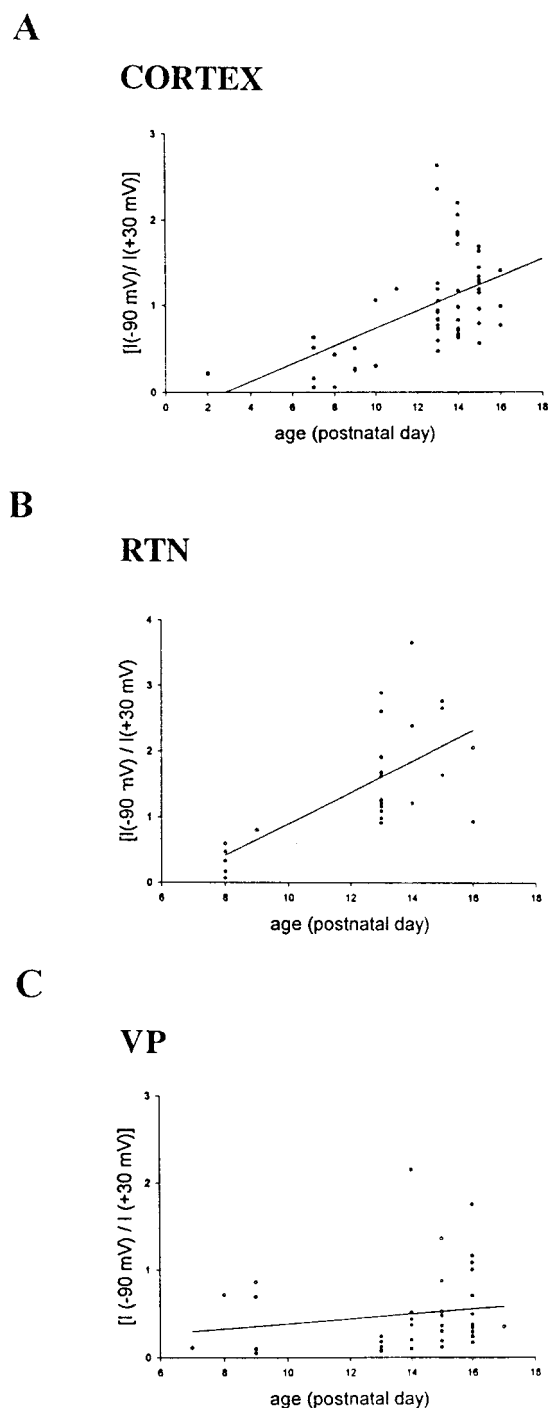 A
CORTEX
3
2
1
0
[I(-90 mV)/ I(+30 mV)]
0 2 4 6 8 10 12 14 16 18
age (postnatal day)
B
RTN
4
3
2
1
0
[I(-90 mV) / I(+30 mV)
6 8 10 12 14 16 18
age (postnatal day)
C
VP
3
2
1
0
[I (-90 mV) / I (+30 mV)]
6 8 10 12 14 16 18
age (postnatal day)